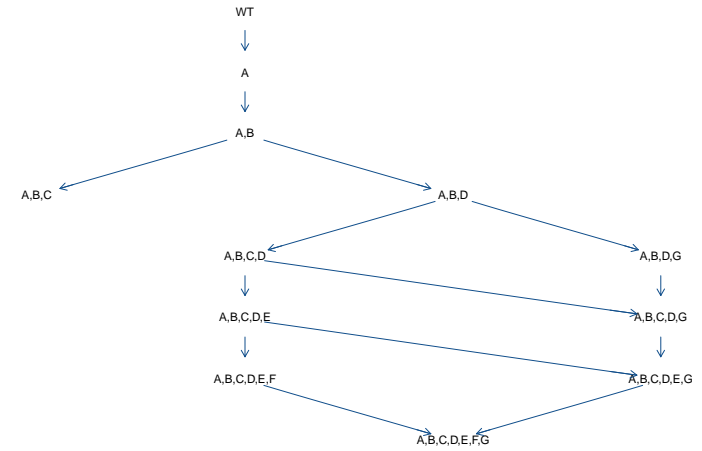 WT
A
A,B
A,B,C
A,B,D
A,B,C,D
A,B,D,G
A,B,C,D,E
A,B,C,D,G
A,B,C,D,E,F
A,B,C,D,E,G
A,B,C,D,E,F,G